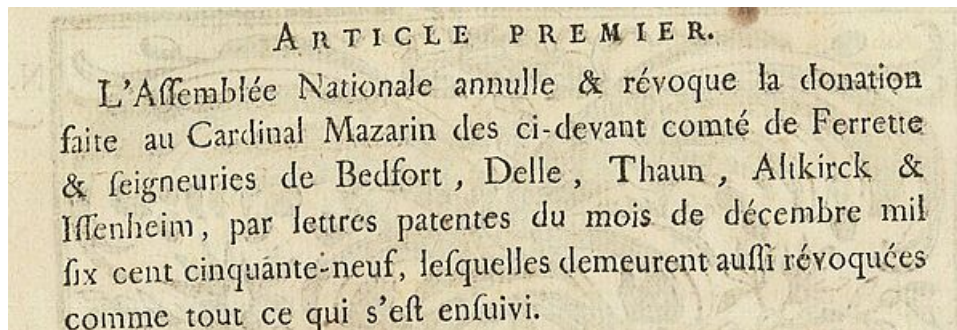 ARTICLE PREMIER.
L'Aſſemblée Nationale annulle & révoque la donation
faite au Cardinal Mazarin des ci-devant comté de Ferrette
& ſeigneuries de Bedfort, Delle, Thaun, Altkirck &
Iſſenheim, par lettres patentes du mois de décembre mil
ſix cent cinquante-neuf, leſquelles demeurent auſſi révoquées
comme tout ce qui s'eſt enſuivi.